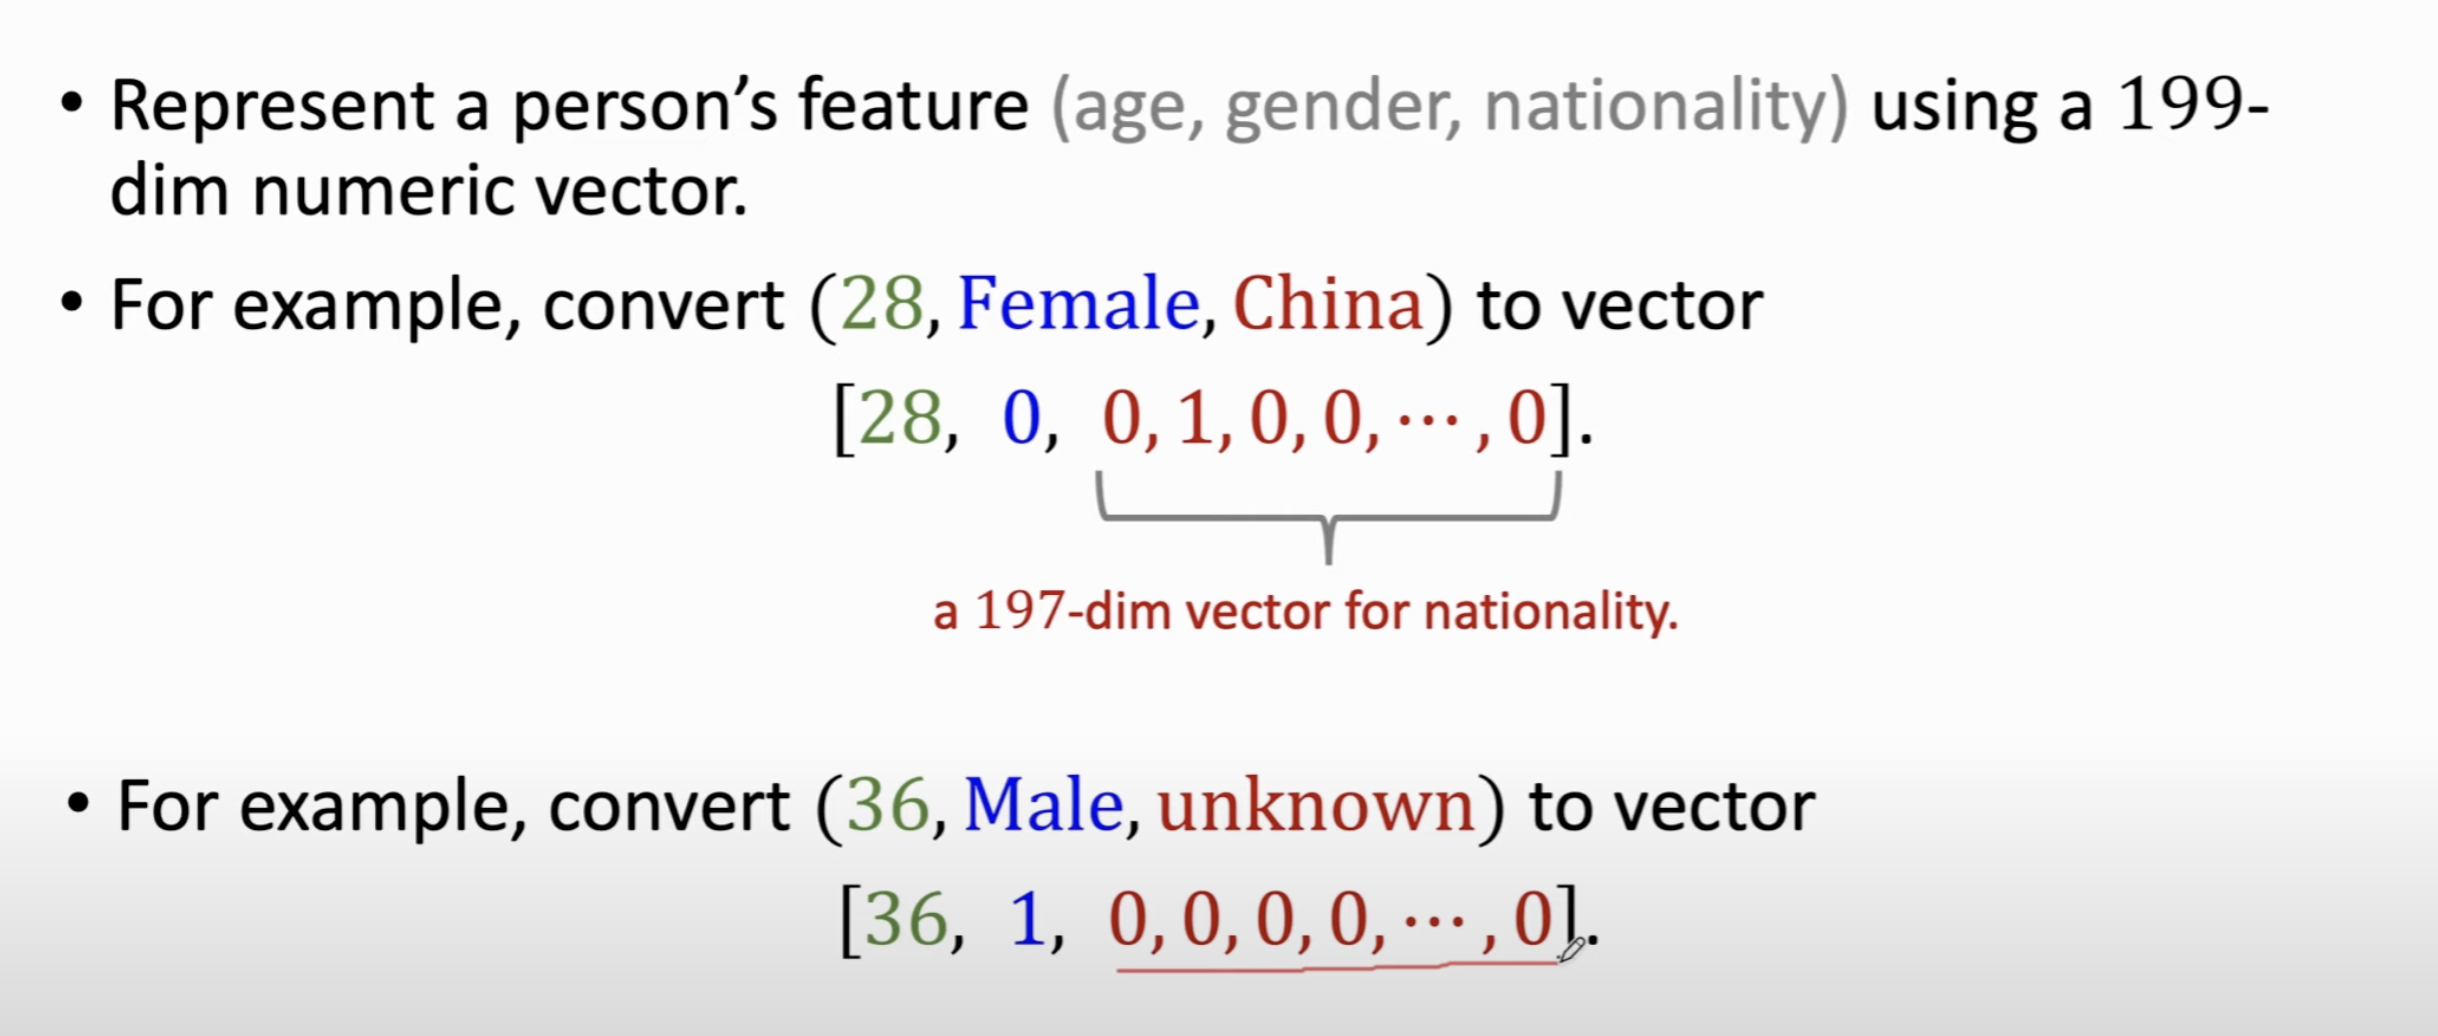 • Represent a person’s feature (age, gender, nationality) using a 199-
dim numeric vector.
• For example, convert (28, Female, China) to vector
[28, 0, 0, 1, 0, 0, ⋯ , 0].
a 197-dim vector for nationality.
• For example, convert (36, Male, unknown) to vector
[36, 1, 0, 0, 0, 0, ⋯ , 0].